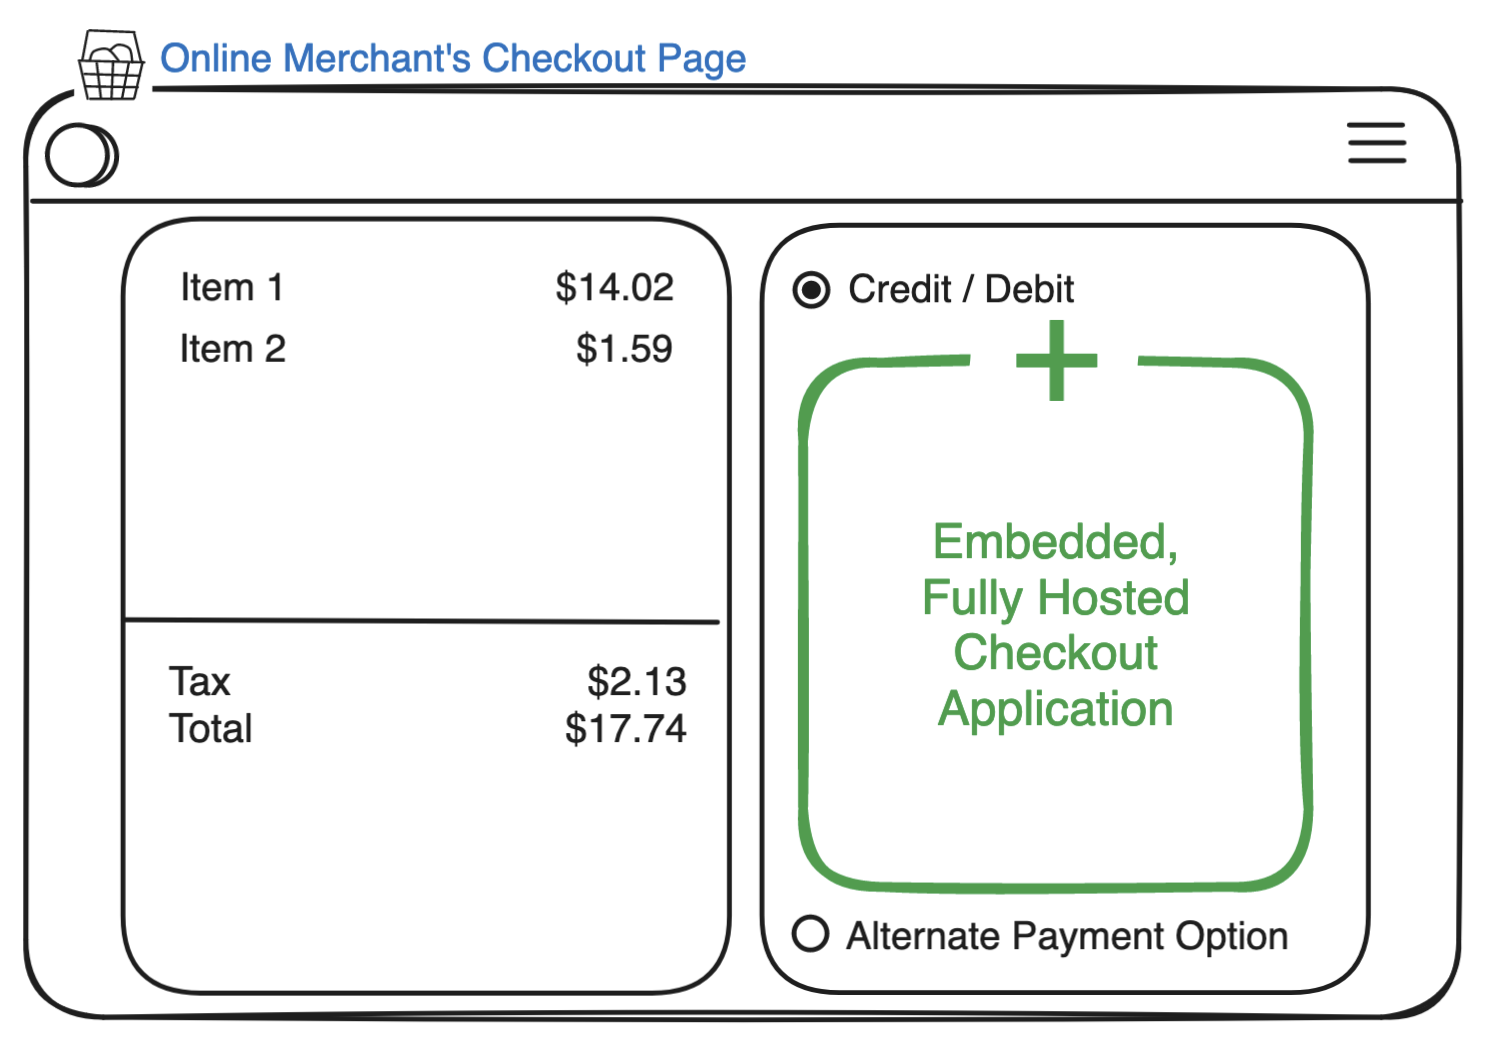 Online Merchant's Checkout Page
Item 1 $14.02
Item 2 $1.59
Tax $2.13
Total $17.74
Credit / Debit
Embedded,
Fully Hosted
Checkout
Application
Alternate Payment Option